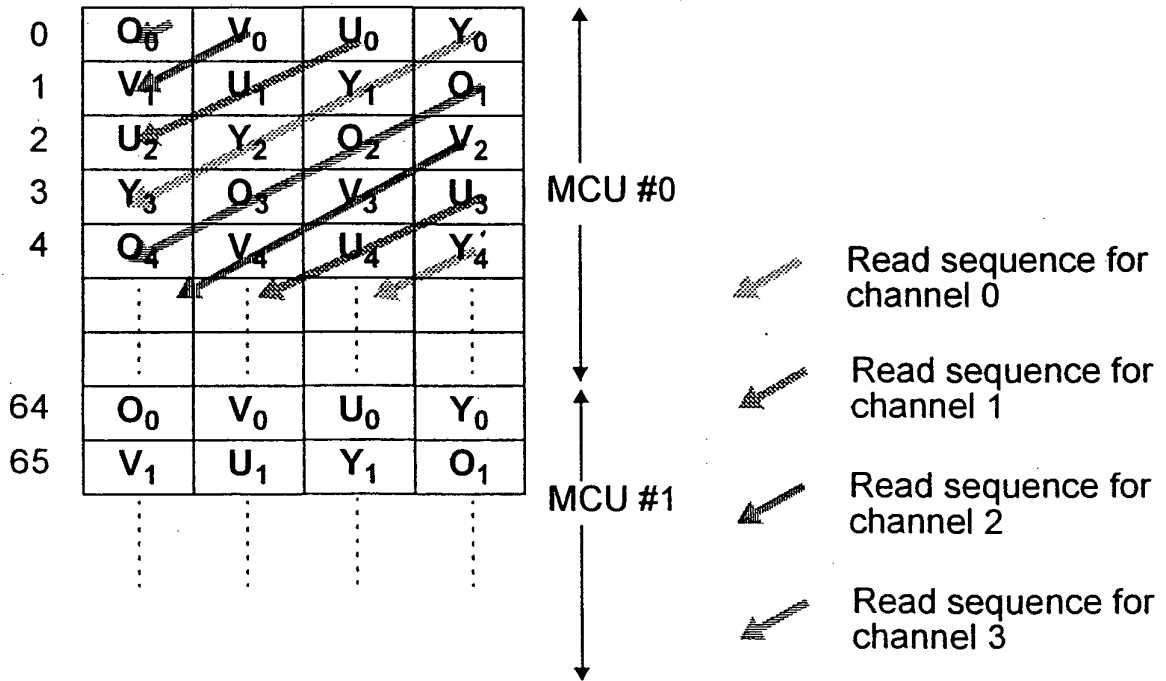 0 O₀ V₀ U₀ Y₀
1 V₁ U₁ Y₁ O₁
2 U₂ Y₂ O₂ V₂
3 Y₃ O₃ V₃ U₃
4 O₄ V₄ U₄ Y₄
MCU #0
64 O₀ V₀ U₀ Y₀
65 V₁ U₁ Y₁ O₁
MCU #1
Read sequence for
channel 0
Read sequence for
channel 1
Read sequence for
channel 2
Read sequence for
channel 3